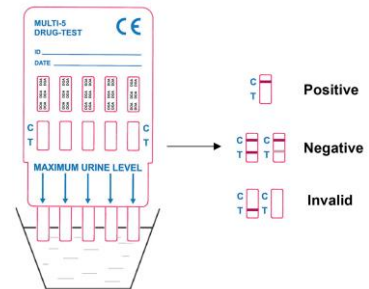 MULTI-5
DRUG-TEST
CE
ID
DATE
C C
T T
MAXIMUM URINE LEVEL
C
T
Positive
C C
T T
Negative
C C
T T
Invalid